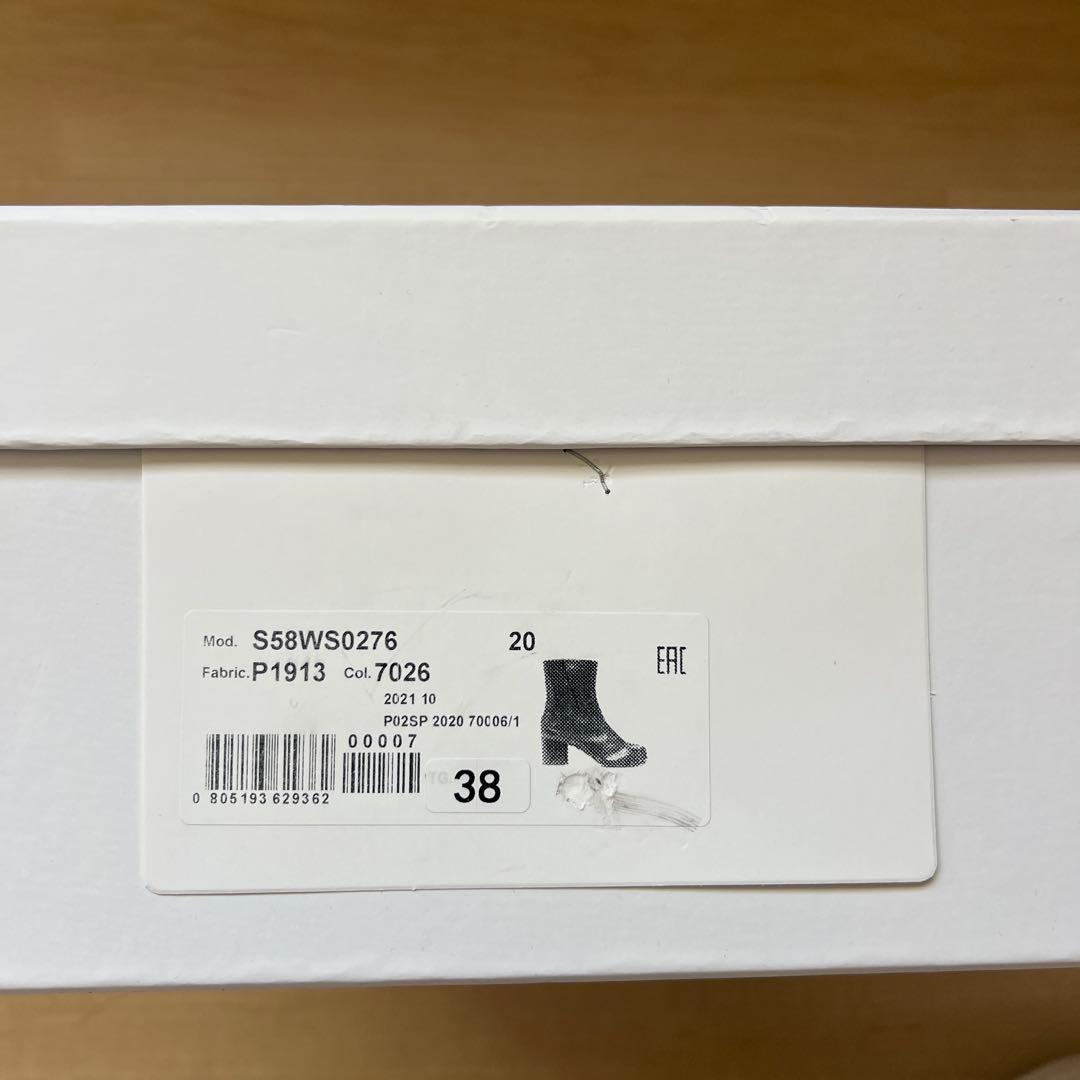 Mod. S58WS0276 20
Fabric. P1913 Col. 7026
EAC
2021 10
P02SP 2020 70006/1
00007
TG. 38
0 805193 629362